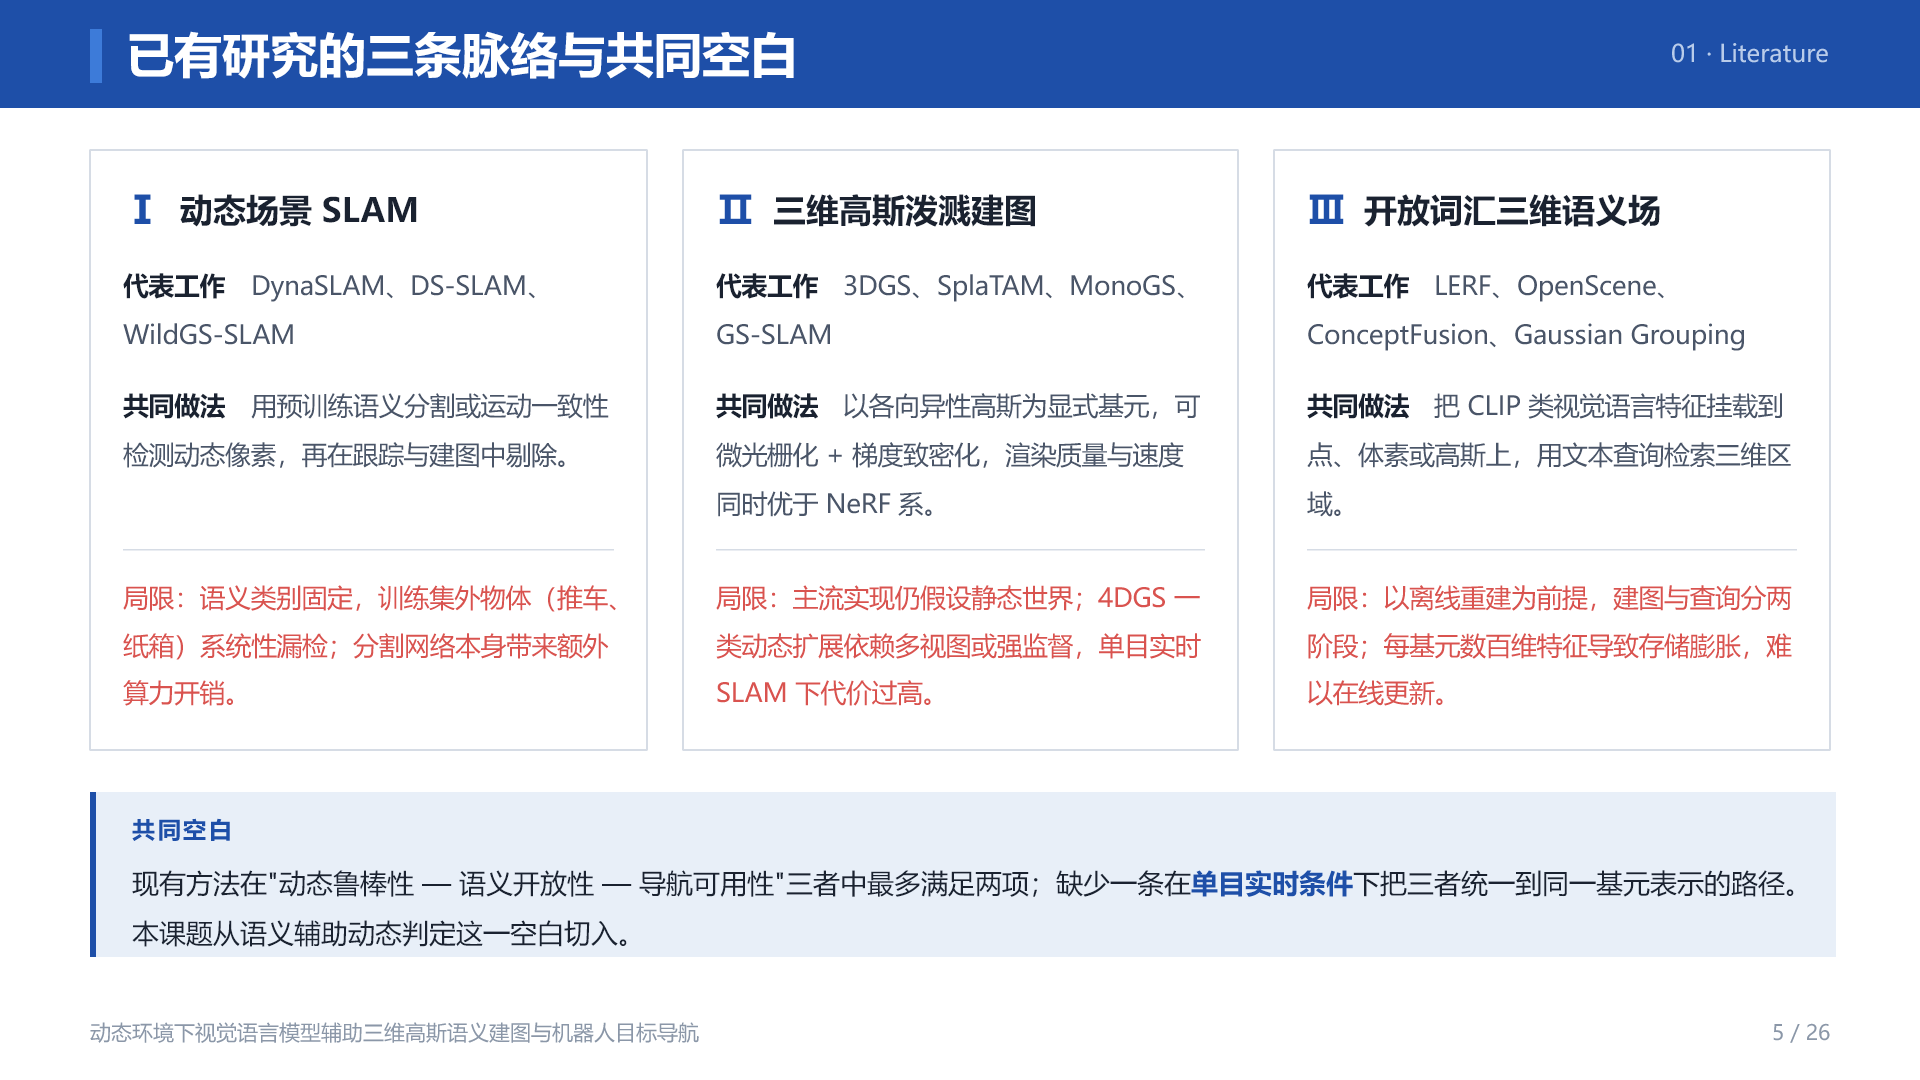 已有研究的三条脉络与共同空白
01 · Literature
I 动态场景 SLAM
代表工作 DynaSLAM、DS-SLAM、
WildGS-SLAM
共同做法 用预训练语义分割或运动一致性
检测动态像素，再在跟踪与建图中剔除。
局限：语义类别固定，训练集外物体（推车、
纸箱）系统性漏检；分割网络本身带来额外
算力开销。
II 三维高斯泼溅建图
代表工作 3DGS、SplaTAM、MonoGS、
GS-SLAM
共同做法 以各向异性高斯为显式基元，可
微光栅化 + 梯度致密化，渲染质量与速度
同时优于 NeRF 系。
局限：主流实现仍假设静态世界；4DGS 一
类动态扩展依赖多视图或强监督，单目实时
SLAM 下代价过高。
III 开放词汇三维语义场
代表工作 LERF、OpenScene、
ConceptFusion、Gaussian Grouping
共同做法 把 CLIP 类视觉语言特征挂载到
点、体素或高斯上，用文本查询检索三维区
域。
局限：以离线重建为前提，建图与查询分两
阶段；每基元数百维特征导致存储膨胀，难
以在线更新。
共同空白
现有方法在"动态鲁棒性 — 语义开放性 — 导航可用性"三者中最多满足两项；缺少一条在单目实时条件下把三者统一到同一基元表示的路径。
本课题从语义辅助动态判定这一空白切入。
动态环境下视觉语言模型辅助三维高斯语义建图与机器人目标导航
5 / 26